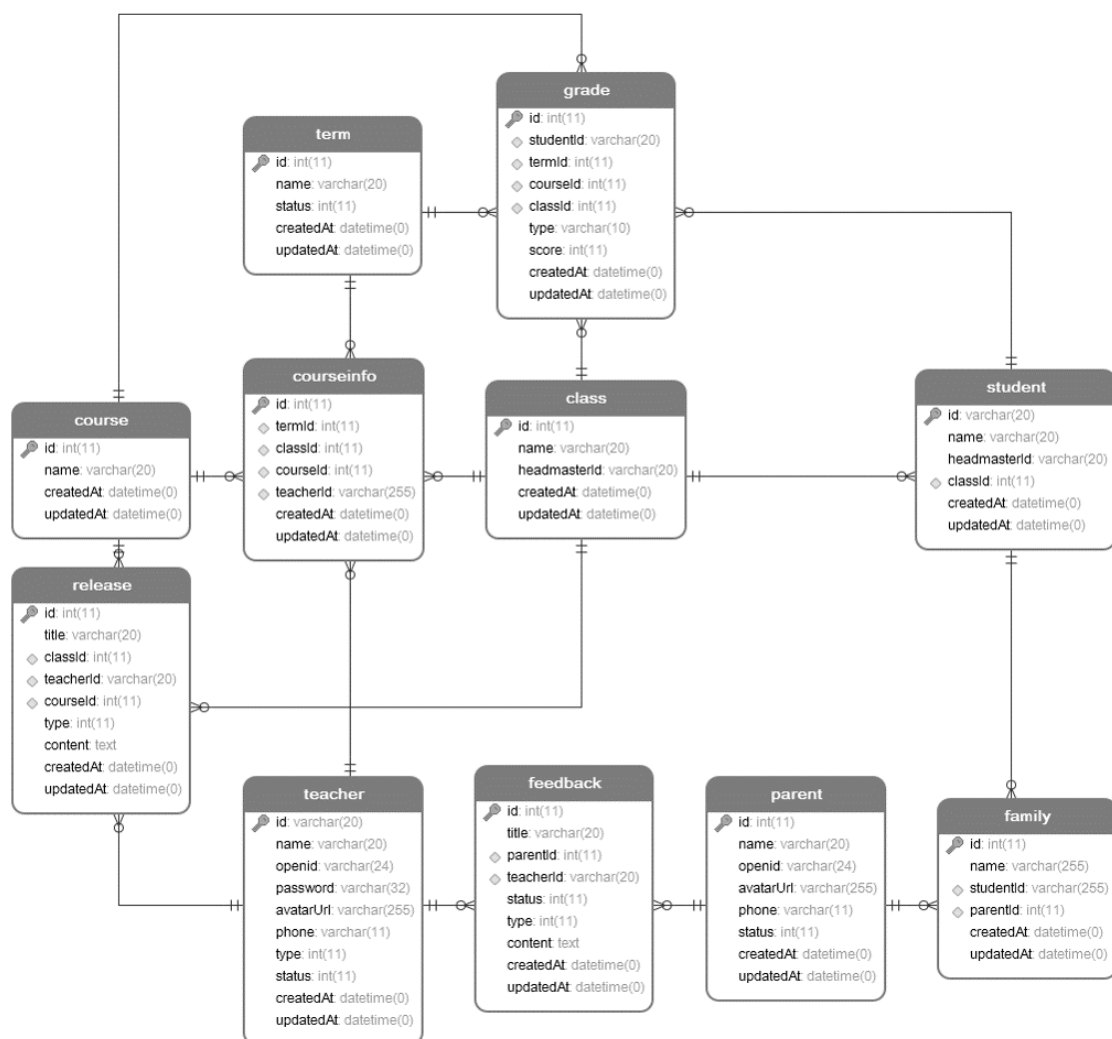 grade
id: int(11)
studentId: varchar(20)
termId: int(11)
courseId: int(11)
classId: int(11)
type: varchar(10)
score: int(11)
createdAt: datetime(0)
updatedAt: datetime(0)
term
id: int(11)
name: varchar(20)
status: int(11)
createdAt: datetime(0)
updatedAt: datetime(0)
courseinfo
id: int(11)
termId: int(11)
classId: int(11)
courseId: int(11)
teacherId: varchar(255)
createdAt: datetime(0)
updatedAt: datetime(0)
class
id: int(11)
name: varchar(20)
headmasterId: varchar(20)
createdAt: datetime(0)
updatedAt: datetime(0)
student
id: varchar(20)
name: varchar(20)
headmasterId: varchar(20)
classId: int(11)
createdAt: datetime(0)
updatedAt: datetime(0)
course
id: int(11)
name: varchar(20)
createdAt: datetime(0)
updatedAt: datetime(0)
release
id: int(11)
title: varchar(20)
classId: int(11)
teacherId: varchar(20)
courseId: int(11)
type: int(11)
content: text
createdAt: datetime(0)
updatedAt: datetime(0)
teacher
id: varchar(20)
name: varchar(20)
openid: varchar(24)
password: varchar(32)
avatarUrl: varchar(255)
phone: varchar(11)
type: int(11)
status: int(11)
createdAt: datetime(0)
updatedAt: datetime(0)
feedback
id: int(11)
title: varchar(20)
parentId: int(11)
teacherId: varchar(20)
status: int(11)
type: int(11)
content: text
createdAt: datetime(0)
updatedAt: datetime(0)
parent
id: int(11)
name: varchar(20)
openid: varchar(24)
avatarUrl: varchar(255)
phone: varchar(11)
status: int(11)
createdAt: datetime(0)
updatedAt: datetime(0)
family
id: int(11)
name: varchar(255)
studentId: varchar(255)
parentId: int(11)
createdAt: datetime(0)
updatedAt: datetime(0)